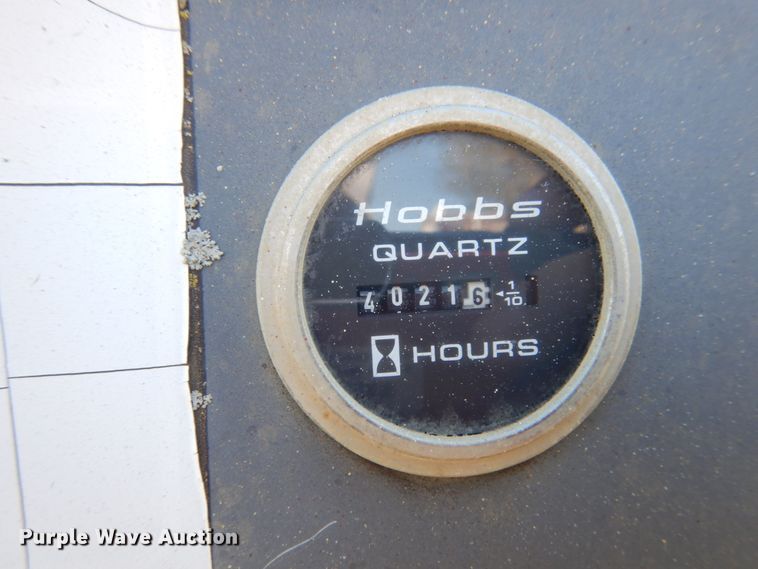 Hobbs
QUARTZ
40216 ◄1/10
HOURS
Purple Wave Auction